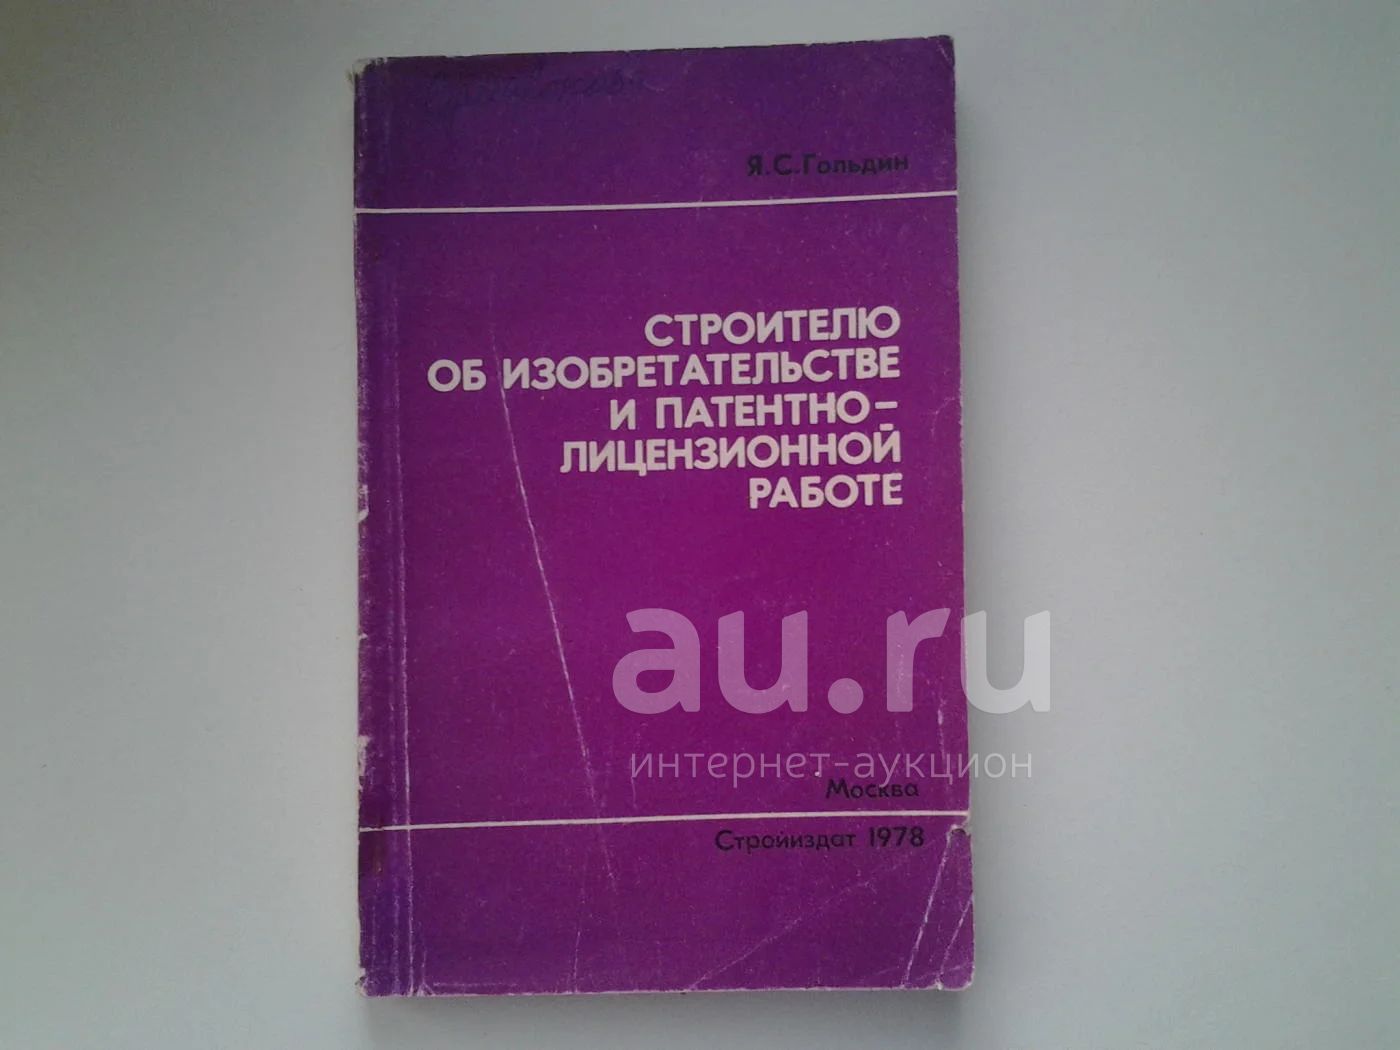 Я.С.Гольдин
СТРОИТЕЛЮ
ОБ ИЗОБРЕТАТЕЛЬСТВЕ
И ПАТЕНТНО-
ЛИЦЕНЗИОННОЙ
РАБОТЕ
au.ru
интернет-аукцион
Москва
Стройиздат 1978